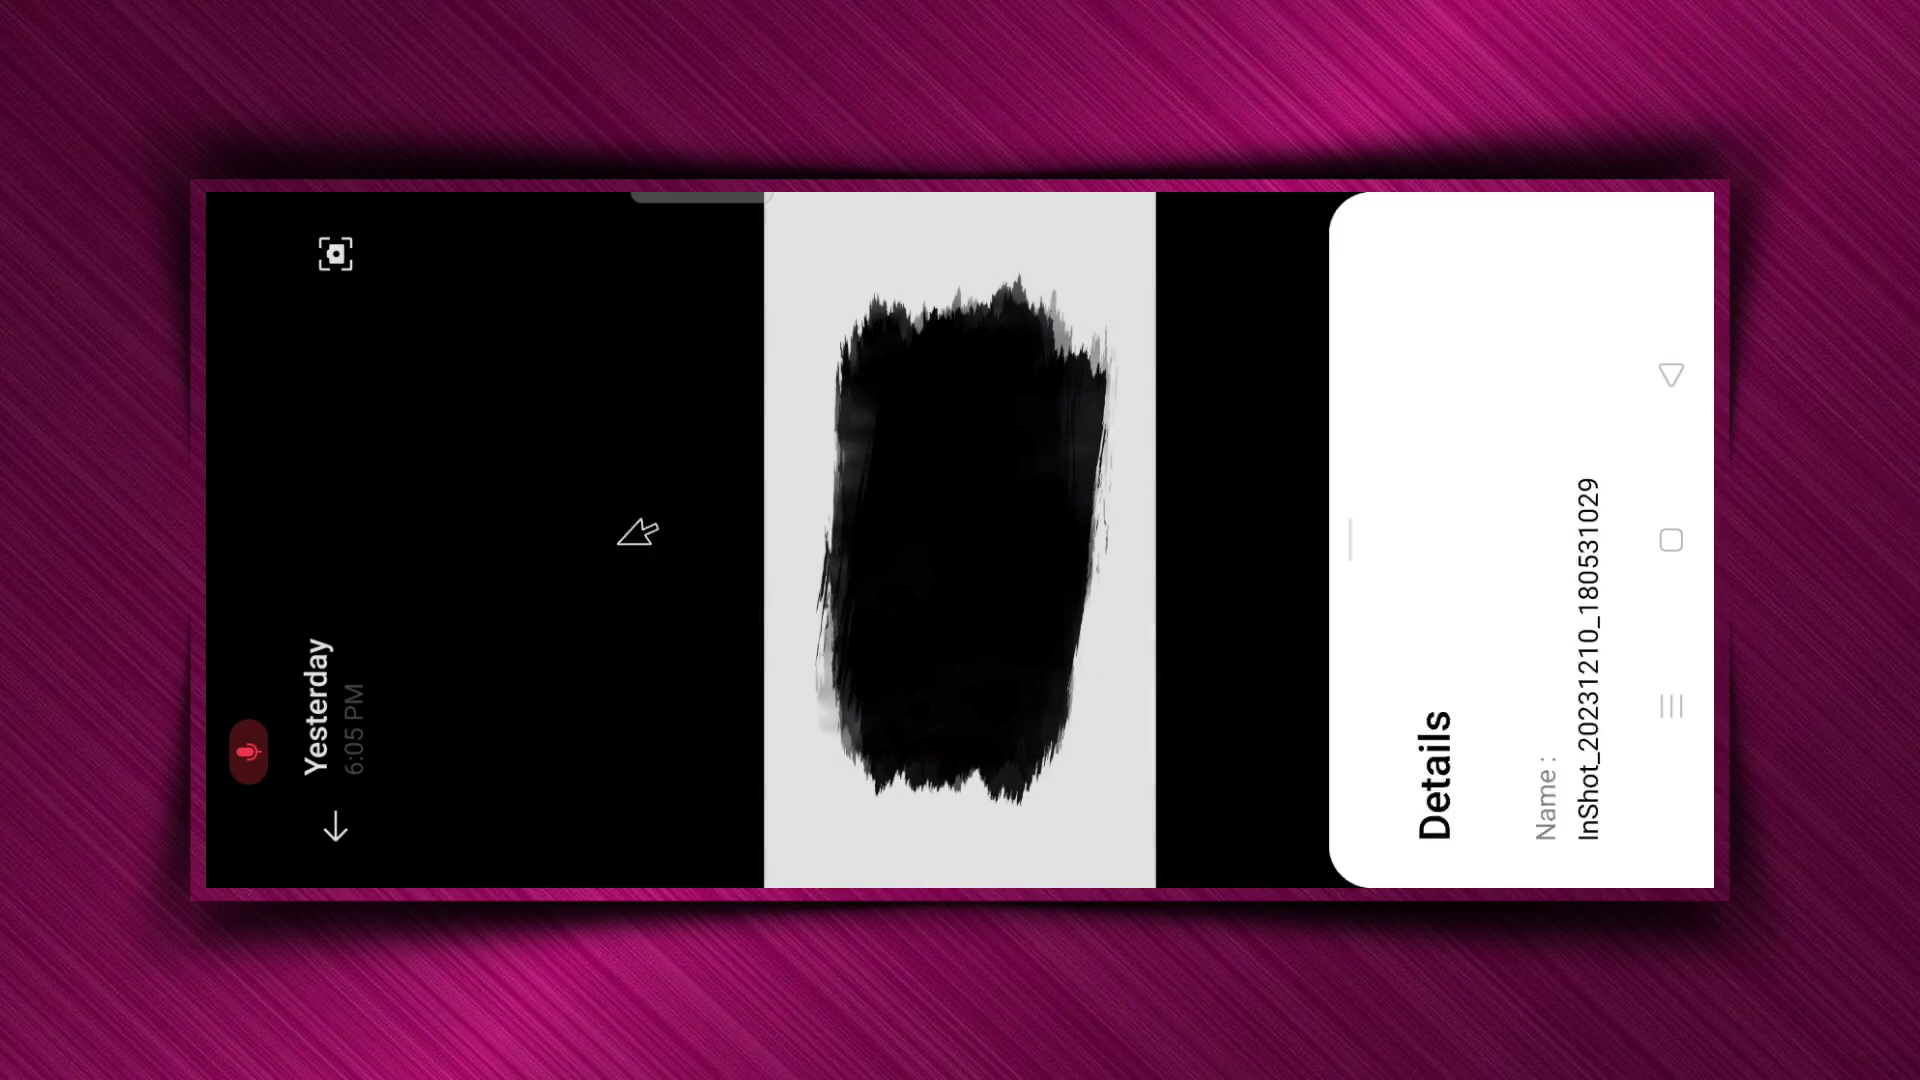 Yesterday
6:05 PM
Details
Name :
InShot_20231210_180531029